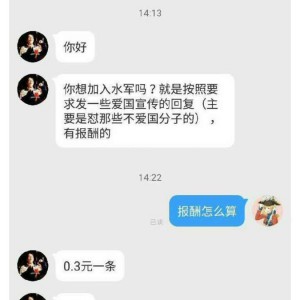 14:13
你好
你想加入水军吗？就是按照要
求发一些爱国宣传的回复（主
要是怼那些不爱国分子的），
有报酬的
14:22
报酬怎么算
已读
0.3元一条